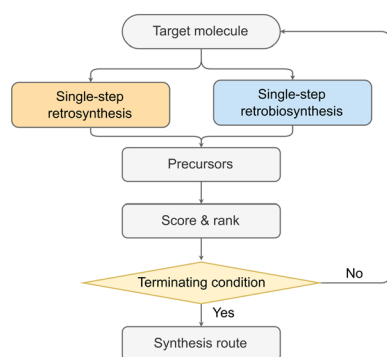 Target molecule
Single-step
retrosynthesis
Single-step
retrobiosynthesis
Precursors
Score & rank
Terminating condition
No
Yes
Synthesis route